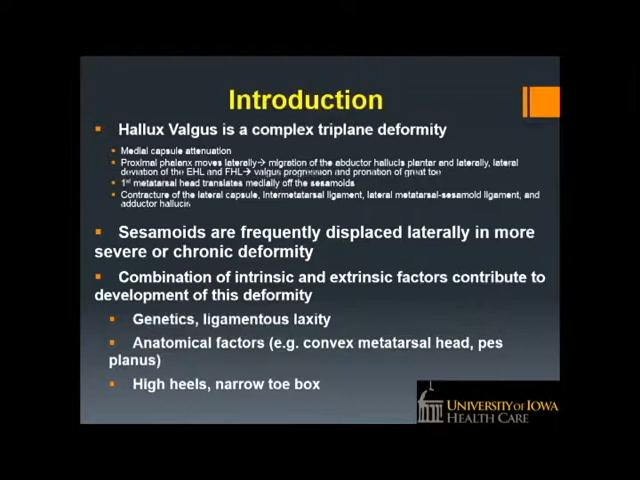 Introduction
▪ Hallux Valgus is a complex triplane deformity
▪ Medial capsule attenuation
▪ Proximal phalanx moves laterally→ migration of the abductor hallucis plantar and laterally, lateral
deviation of the EHL and FHL→ valgus progression and pronation of great toe
▪ 1st metatarsal head translates medially off the sesamoids
▪ Contracture of the lateral capsule, intermetatarsal ligament, lateral metatarsal-sesamoid ligament, and
adductor hallucis
▪ Sesamoids are frequently displaced laterally in more
severe or chronic deformity
▪ Combination of intrinsic and extrinsic factors contribute to
development of this deformity
▪ Genetics, ligamentous laxity
▪ Anatomical factors (e.g. convex metatarsal head, pes
planus)
▪ High heels, narrow toe box
UNIVERSITY OF IOWA
HEALTH CARE